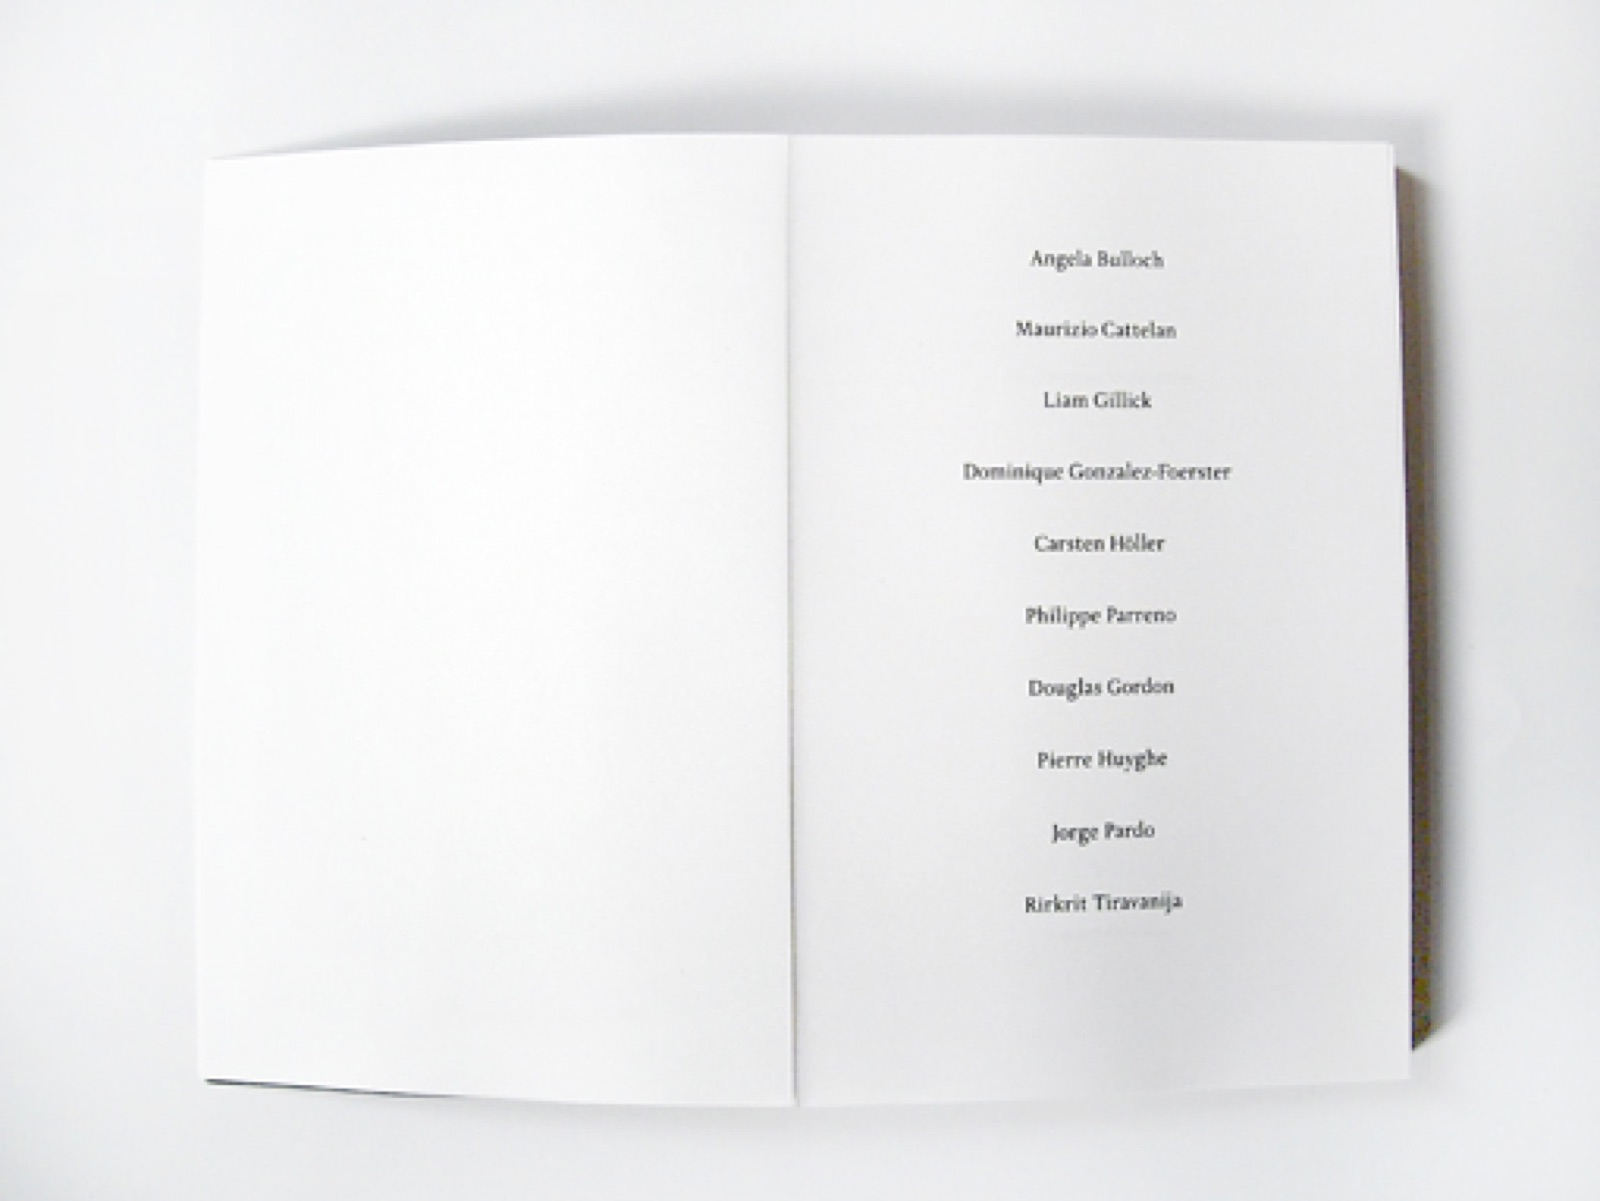 Angela Bulloch
Maurizio Cattelan
Liam Gillick
Dominique Gonzalez-Foerster
Carsten Höller
Philippe Parreno
Douglas Gordon
Pierre Huyghe
Jorge Pardo
Rirkrit Tiravanija